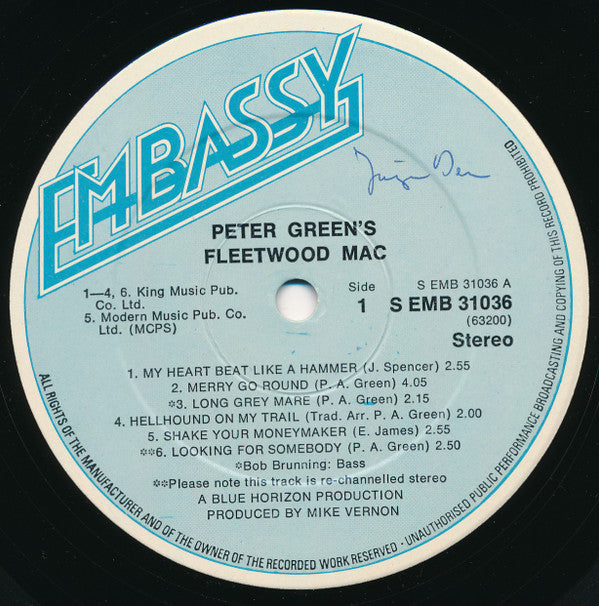 EMBASSY
PETER GREEN'S
FLEETWOOD MAC
1—4, 6. King Music Pub.
Co. Ltd.
5. Modern Music Pub. Co.
Ltd. (MCPS)
Side
1
S EMB 31036 A
S EMB 31036
(63200)
Stereo
1. MY HEART BEAT LIKE A HAMMER (J. Spencer) 2.55
2. MERRY GO ROUND (P. A. Green) 4.05
*3. LONG GREY MARE (P. A. Green) 2.15
4. HELLHOUND ON MY TRAIL (Trad. Arr. P. A. Green) 2.00
5. SHAKE YOUR MONEYMAKER (E. James) 2.55
**6. LOOKING FOR SOMEBODY (P. A. Green) 2.50
*Bob Brunning: Bass
**Please note this track is re-channelled stereo
A BLUE HORIZON PRODUCTION
PRODUCED BY MIKE VERNON
ALL RIGHTS OF THE MANUFACTURER AND OF THE OWNER OF THE RECORDED WORK RESERVED - UNAUTHORISED PUBLIC PERFORMANCE BROADCASTING AND COPYING OF THIS RECORD PROHIBITED